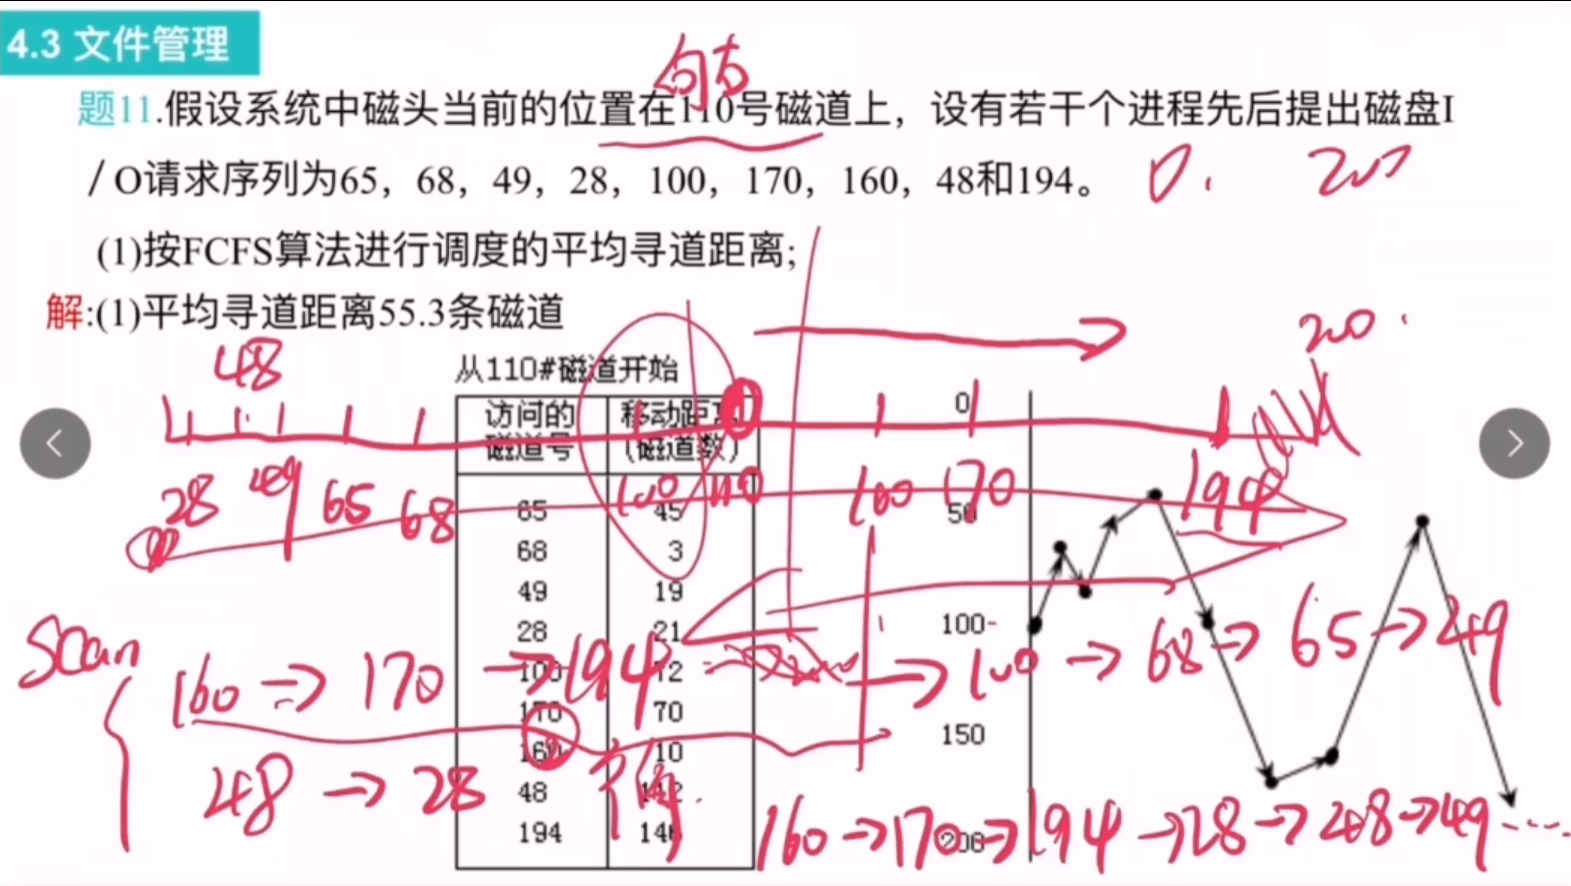 4.3 文件管理
向右
题11.假设系统中磁头当前的位置在110号磁道上，设有若干个进程先后提出磁盘I
/O请求序列为65，68，49，28，100，170，160，48和194。
0. 200
(1)按FCFS算法进行调度的平均寻道距离;
解:(1)平均寻道距离55.3条磁道
200.
48
从110#磁道开始
访问的 移动距离
磁道号 (磁道数)
28 49 65 68 100 110 160 170 194
65 45
68 3
49 19
28 21
100 72
170 70
160 10
48 112
194 146
0
50
100
150
200
Scan
160 → 170 → 194 → 100 → 68 → 65 → 49
48 → 28
160 → 170 → 194 → 28 → 48 → 49 ....